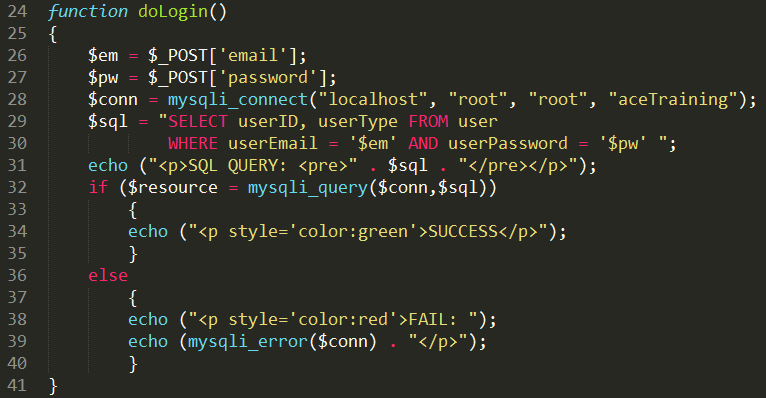 24 function doLogin()
25 {
26     $em = $_POST['email'];
27     $pw = $_POST['password'];
28     $conn = mysqli_connect("localhost", "root", "root", "aceTraining");
29     $sql = "SELECT userID, userType FROM user
30             WHERE userEmail = '$em' AND userPassword = '$pw' ";
31     echo ("<p>SQL QUERY: <pre>" . $sql . "</pre></p>");
32     if ($resource = mysqli_query($conn,$sql))
33         {
34         echo ("<p style='color:green'>SUCCESS</p>");
35         }
36     else
37         {
38         echo ("<p style='color:red'>FAIL: ");
39         echo (mysqli_error($conn) . "</p>");
40         }
41 }